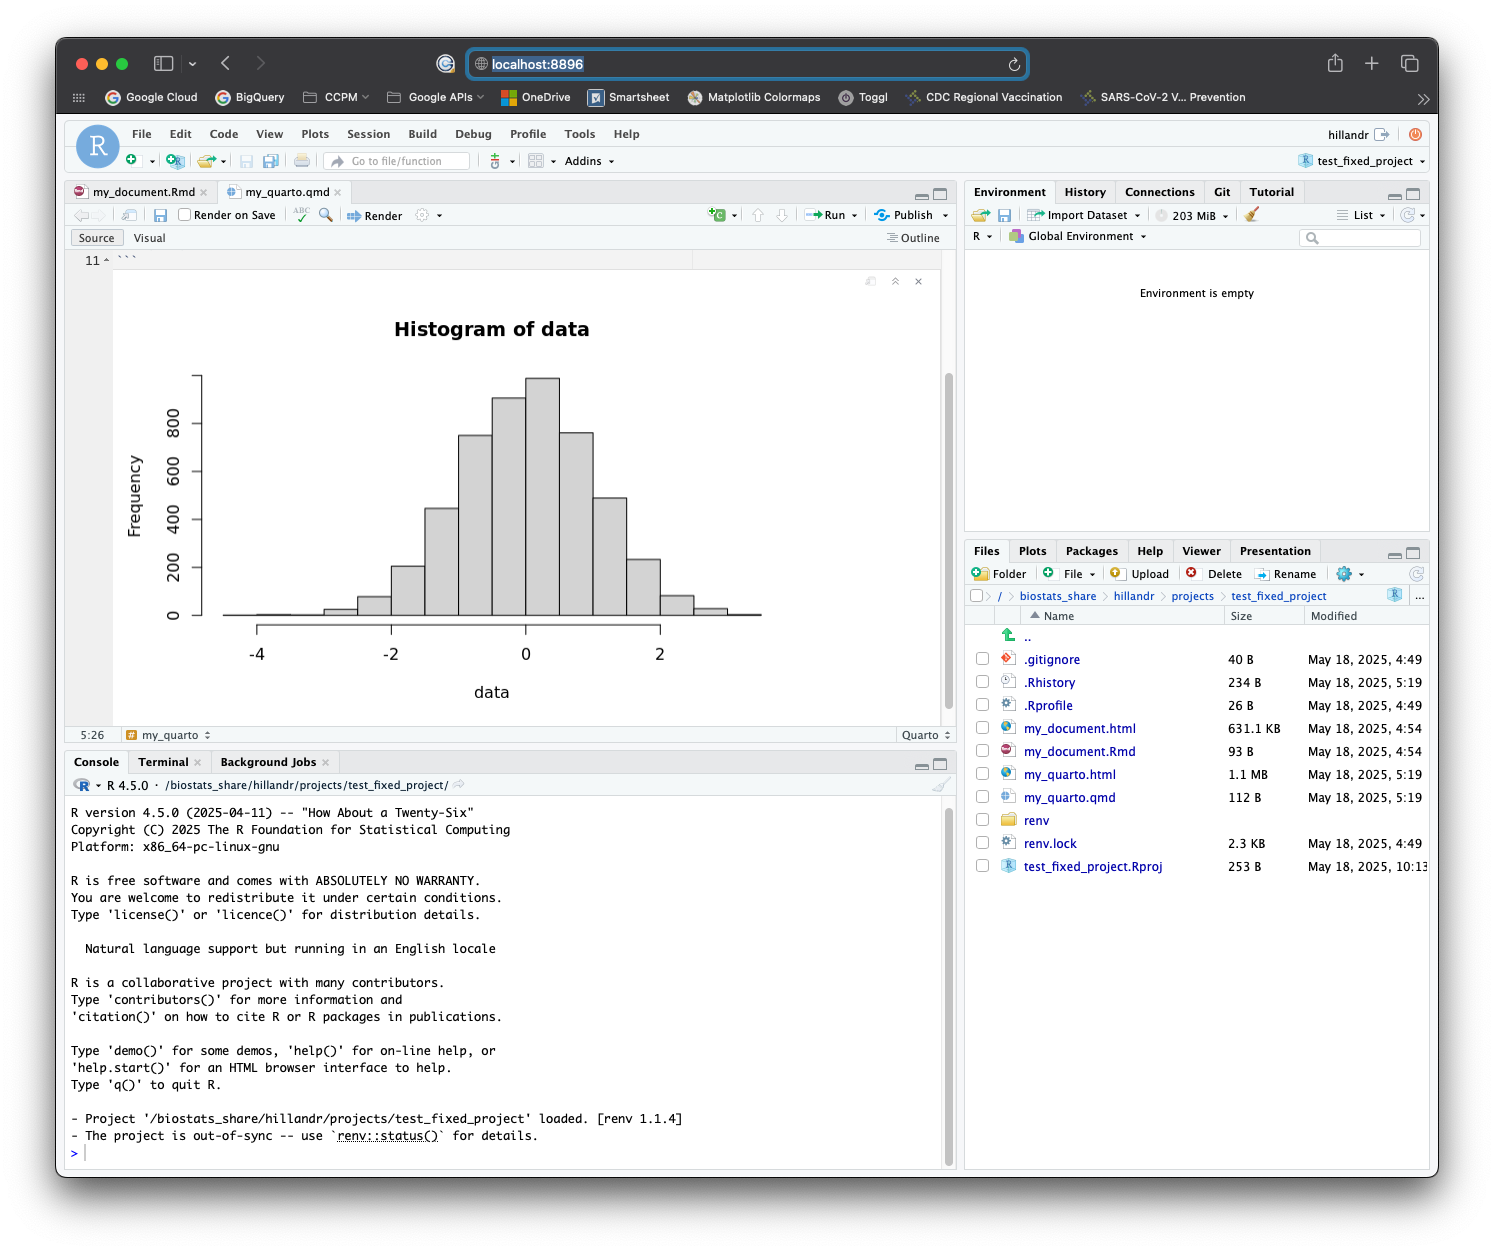 localhost:8896
Google Cloud BigQuery CCPM Google APIs OneDrive Smartsheet Matplotlib Colormaps Toggl CDC Regional Vaccination SARS-CoV-2 V... Prevention
R
File Edit Code View Plots Session Build Debug Profile Tools Help
hillandr
Go to file/function
Addins
test_fixed_project
my_document.Rmd my_quarto.qmd
Render on Save
ABC
Render
Run
Publish
Source Visual
Outline
11 ```
Histogram of data
Frequency
0 200 400 600 800
-4 -2 0 2
data
5:26 my_quarto
Quarto
Console Terminal Background Jobs
R 4.5.0 · /biostats_share/hillandr/projects/test_fixed_project/
R version 4.5.0 (2025-04-11) -- "How About a Twenty-Six"
Copyright (C) 2025 The R Foundation for Statistical Computing
Platform: x86_64-pc-linux-gnu
R is free software and comes with ABSOLUTELY NO WARRANTY.
You are welcome to redistribute it under certain conditions.
Type 'license()' or 'licence()' for distribution details.
Natural language support but running in an English locale
R is a collaborative project with many contributors.
Type 'contributors()' for more information and
'citation()' on how to cite R or R packages in publications.
Type 'demo()' for some demos, 'help()' for on-line help, or
'help.start()' for an HTML browser interface to help.
Type 'q()' to quit R.
- Project '/biostats_share/hillandr/projects/test_fixed_project' loaded. [renv 1.1.4]
- The project is out-of-sync -- use `renv::status()` for details.
>
Environment History Connections Git Tutorial
Import Dataset 203 MiB List
R Global Environment
Environment is empty
Files Plots Packages Help Viewer Presentation
Folder File Upload Delete Rename
/ biostats_share hillandr projects test_fixed_project ...
Name Size Modified
..
.gitignore 40 B May 18, 2025, 4:49
.Rhistory 234 B May 18, 2025, 5:19
.Rprofile 26 B May 18, 2025, 4:49
my_document.html 631.1 KB May 18, 2025, 4:54
my_document.Rmd 93 B May 18, 2025, 4:54
my_quarto.html 1.1 MB May 18, 2025, 5:19
my_quarto.qmd 112 B May 18, 2025, 5:19
renv
renv.lock 2.3 KB May 18, 2025, 4:49
test_fixed_project.Rproj 253 B May 18, 2025, 10:13